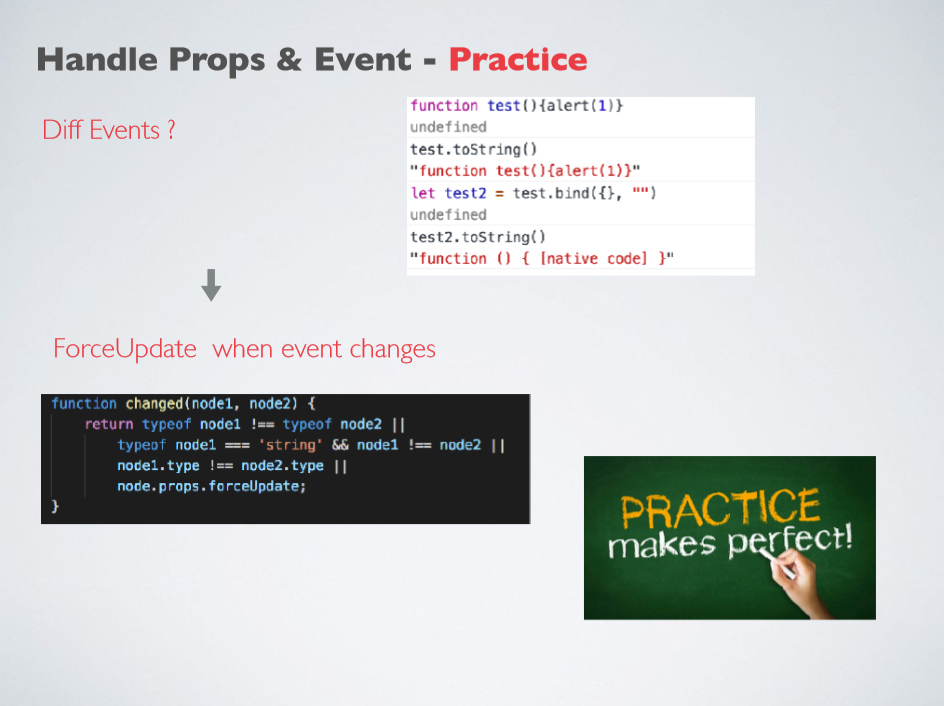 Handle Props & Event - Practice
Diff Events ?
function test(){alert(1)}
undefined
test.toString()
"function test(){alert(1)}"
let test2 = test.bind({}, "")
undefined
test2.toString()
"function () { [native code] }"
ForceUpdate  when event changes
function changed(node1, node2) {
    return typeof node1 !== typeof node2 ||
        typeof node1 === 'string' && node1 !== node2 ||
        node1.type !== node2.type ||
        node.props.forceUpdate;
}
PRACTICE
makes perfect!